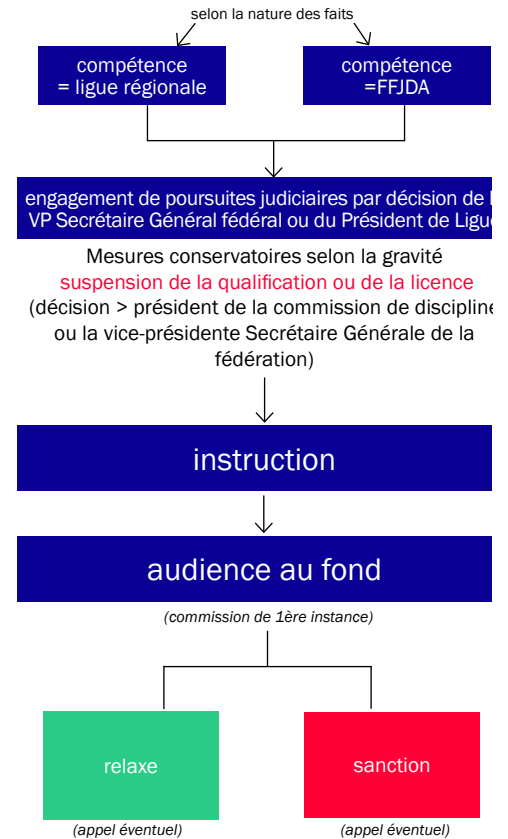 selon la nature des faits
compétence
= ligue régionale
compétence
=FFJDA
engagement de poursuites judiciaires par décision de
VP Secrétaire Général fédéral ou du Président de Ligue
Mesures conservatoires selon la gravité
suspension de la qualification ou de la licence
(décision > président de la commission de discipline
ou la vice-présidente Secrétaire Générale de la
fédération)
instruction
audience au fond
(commission de 1ère instance)
relaxe
sanction
(appel éventuel)
(appel éventuel)